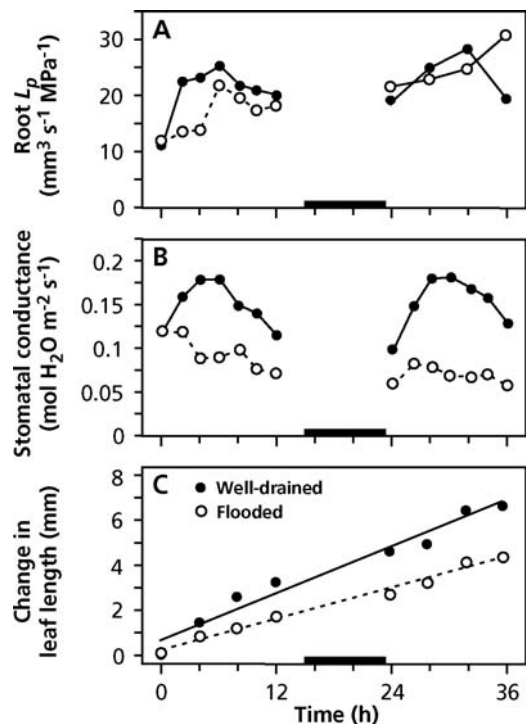 A
Root Lp
(mm³ s⁻¹ MPa⁻¹)
30
20
10
0
B
Stomatal conductance
(mol H₂O m⁻² s⁻¹)
0.2
0.15
0.1
0.05
0
C
Well-drained
Flooded
Change in
leaf length (mm)
8
6
4
2
0
0 12 24 36
Time (h)